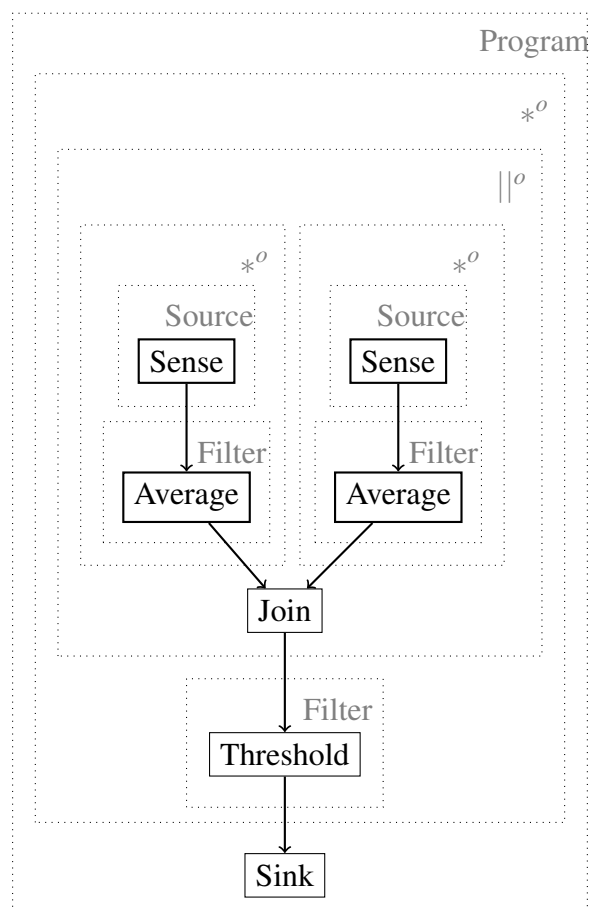 Program
*o
||o
*o *o
Source Source
Sense Sense
Filter Filter
Average Average
Join
Filter
Threshold
Sink